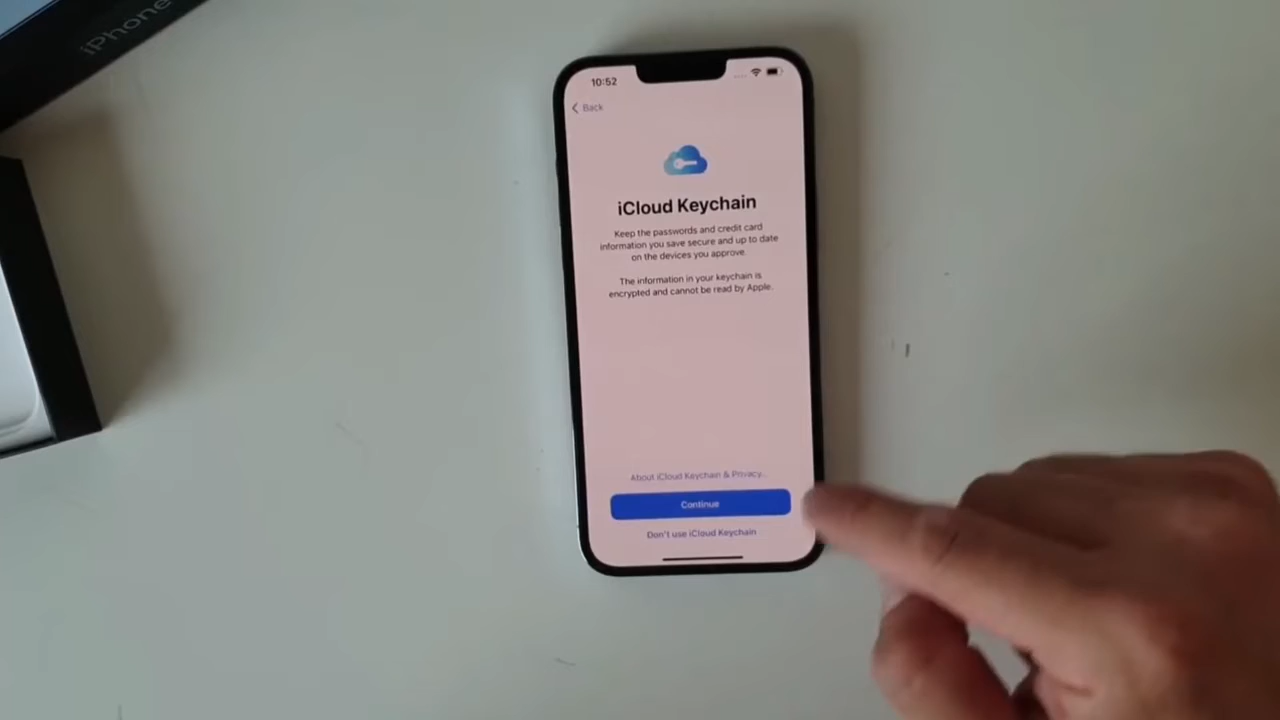 iPhone
10:52
Back
iCloud Keychain
Keep the passwords and credit card
information you save secure and up to date
on the devices you approve.
The information in your keychain is
encrypted and cannot be read by Apple.
About iCloud Keychain & Privacy...
Continue
Don't use iCloud Keychain